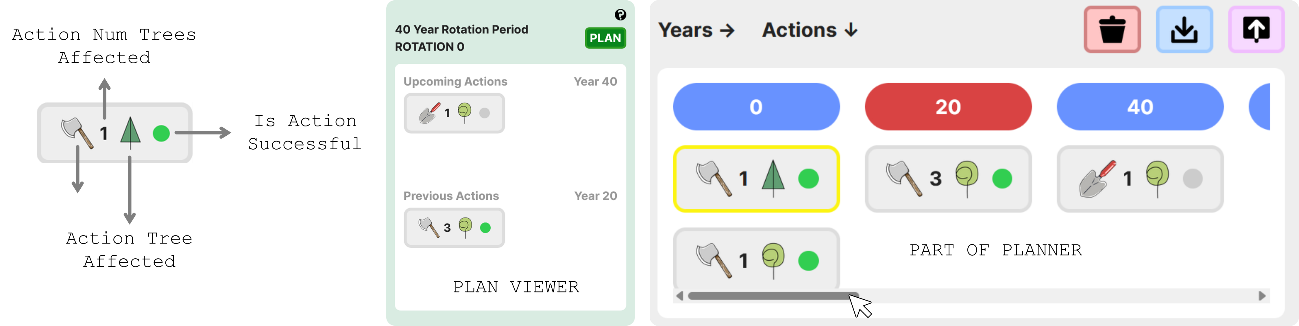 Action Num Trees
Affected
1
Is Action
Successful
Action Tree
Affected
40 Year Rotation Period
ROTATION 0
?
PLAN
Upcoming Actions Year 40
1
Previous Actions Year 20
3
PLAN VIEWER
Years → Actions ↓
0 20 40
1 3 1
1
PART OF PLANNER